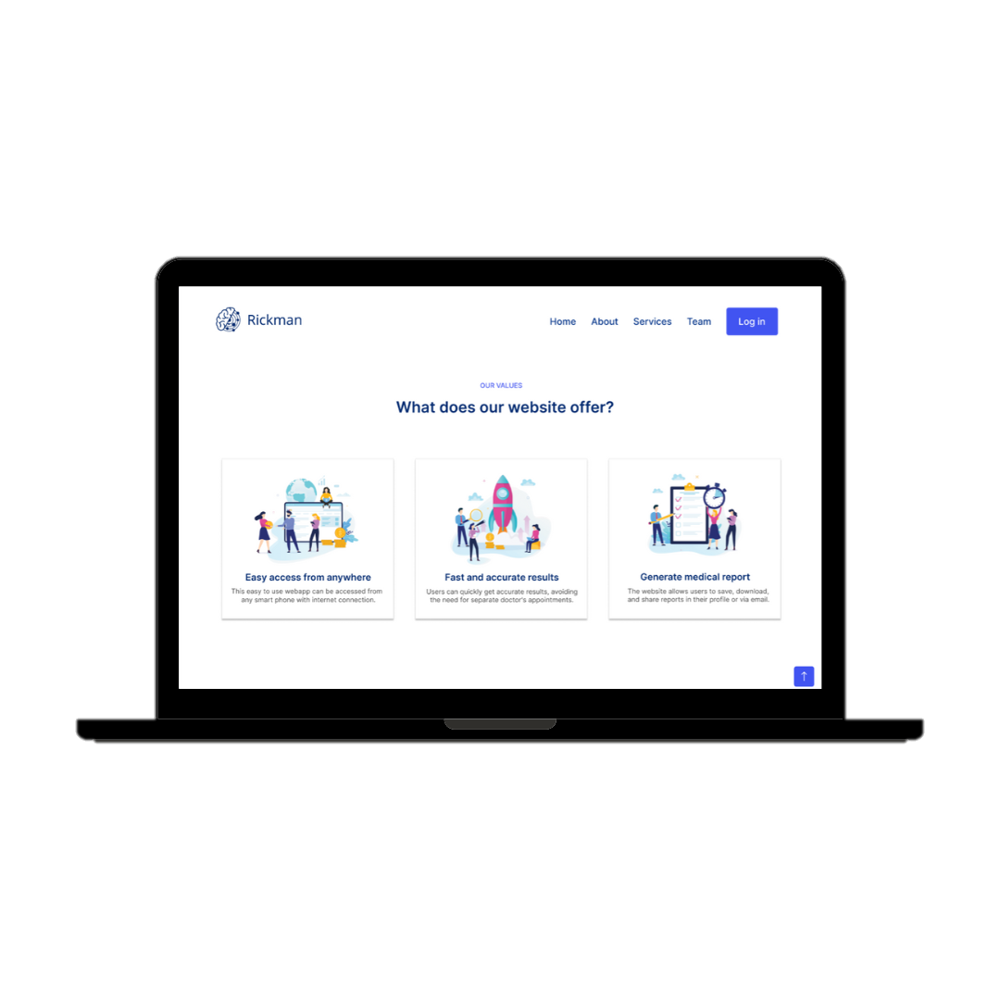 Rickman
Home About Services Team Log in
OUR VALUES
What does our website offer?
Easy access from anywhere
This easy to use webapp can be accessed from
any smart phone with internet connection.
Fast and accurate results
Users can quickly get accurate results, avoiding
the need for separate doctor's appointments.
Generate medical report
The website allows users to save, download,
and share reports in their profile or via email.